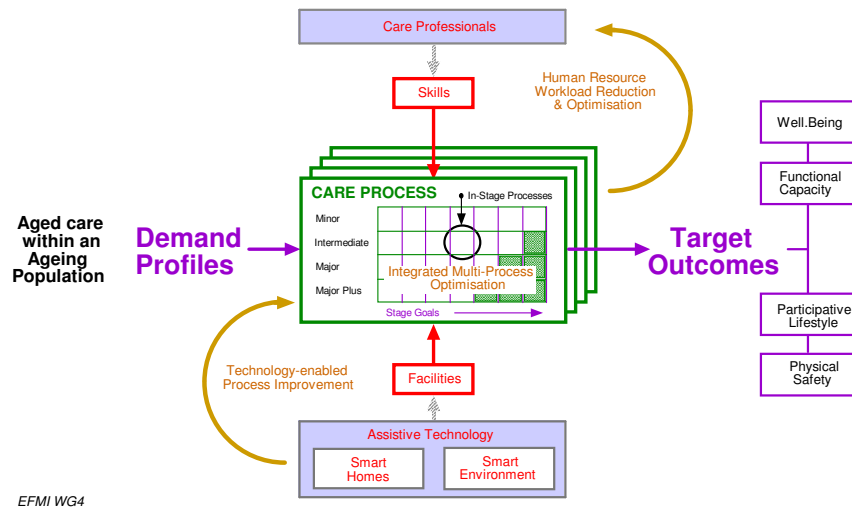 Care Professionals
Skills
Human Resource
Workload Reduction
& Optimisation
Well.Being
Functional
Capacity
CARE PROCESS
In-Stage Processes
Minor
Intermediate
Major
Major Plus
Integrated Multi-Process
Optimisation
Stage Goals
Aged care
within an
Ageing
Population
Demand
Profiles
Target
Outcomes
Participative
Lifestyle
Physical
Safety
Technology-enabled
Process Improvement
Facilities
Assistive Technology
Smart
Homes
Smart
Environment
EFMI WG4